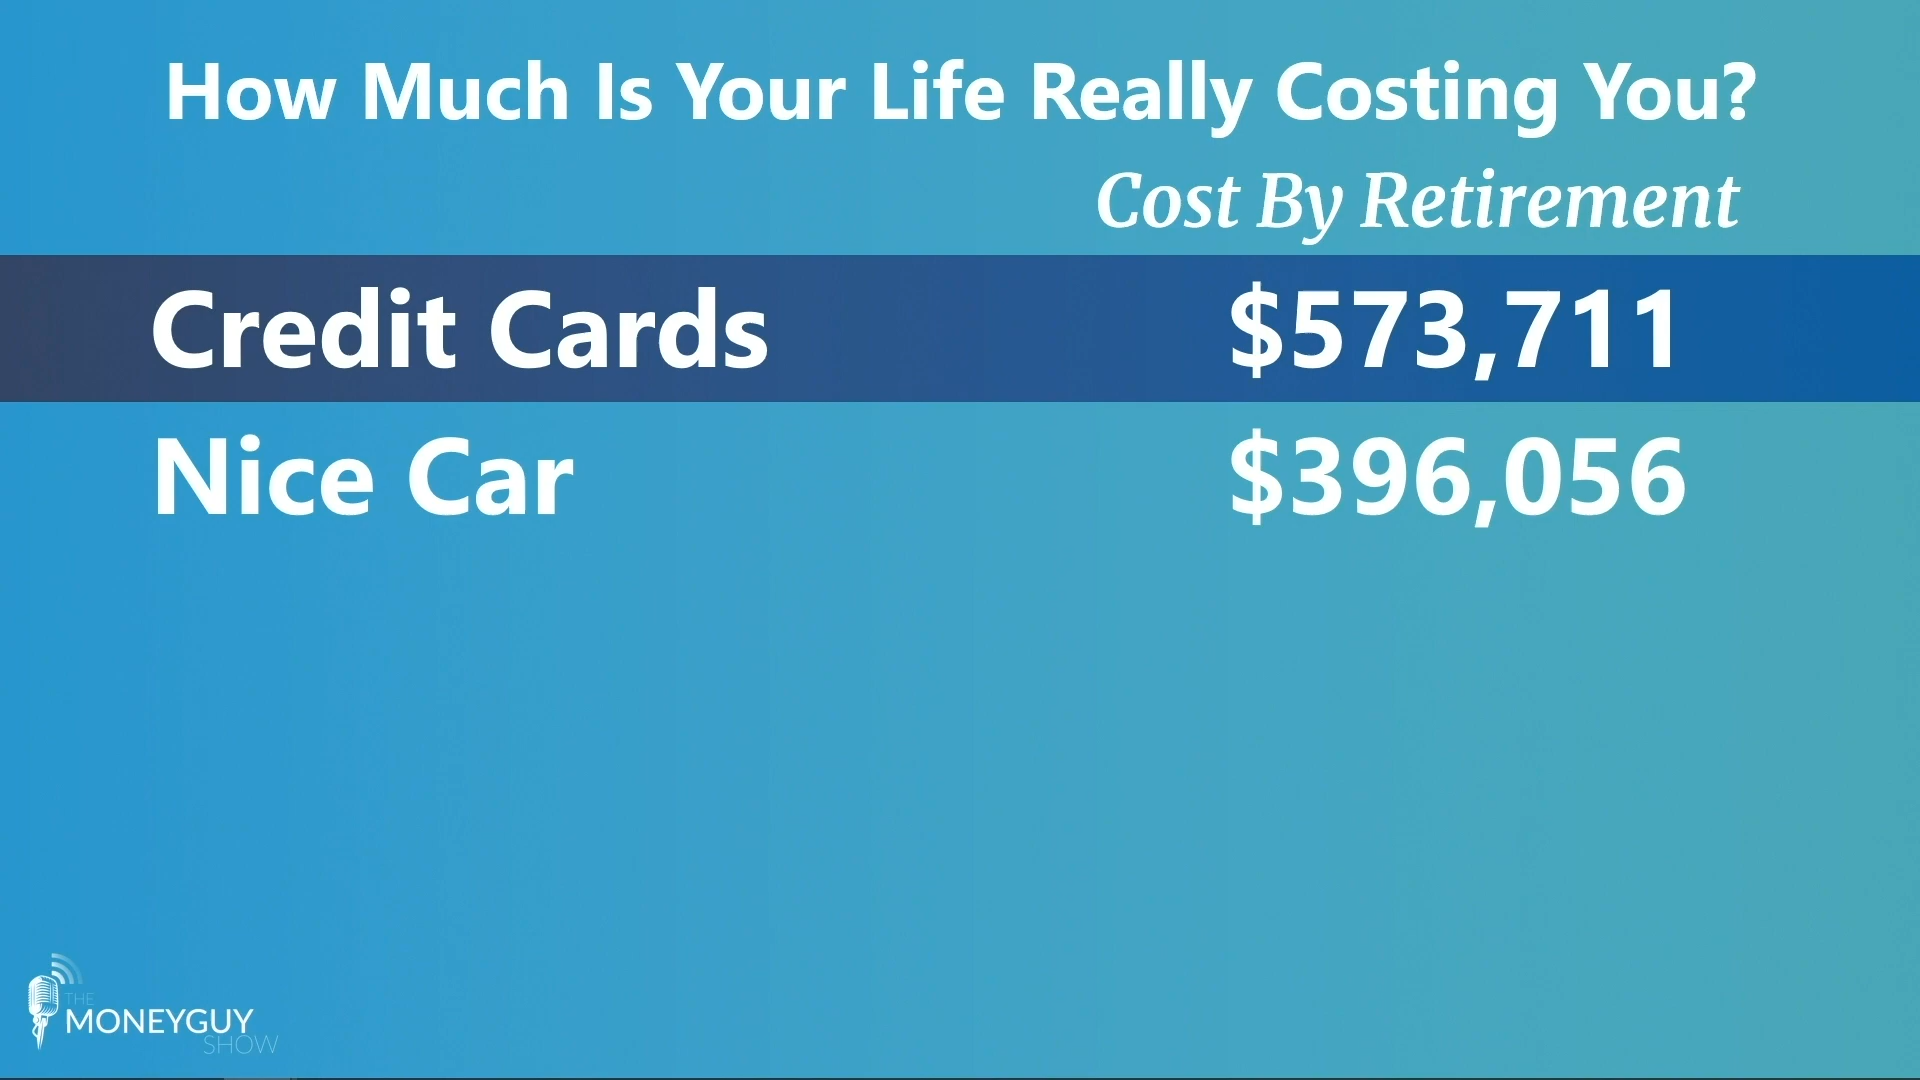 How Much Is Your Life Really Costing You?
Cost By Retirement
Credit Cards $573,711
Nice Car $396,056
THE
MONEYGUY
SHOW